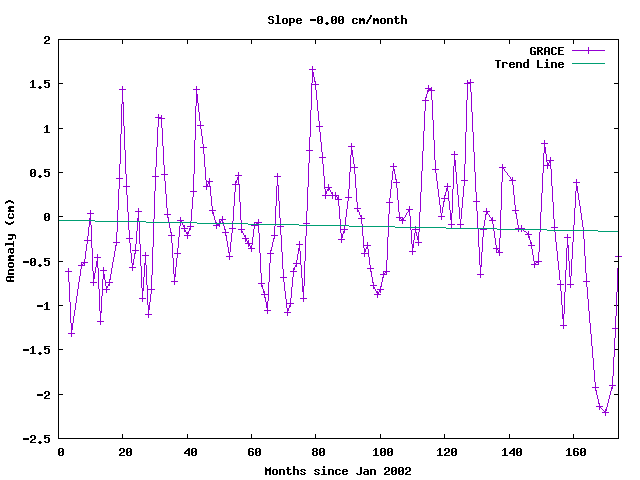 Slope -0.00 cm/month
GRACE
Trend Line
2
1.5
1
0.5
0
-0.5
-1
-1.5
-2
-2.5
Anomaly (cm)
0 20 40 60 80 100 120 140 160
Months since Jan 2002